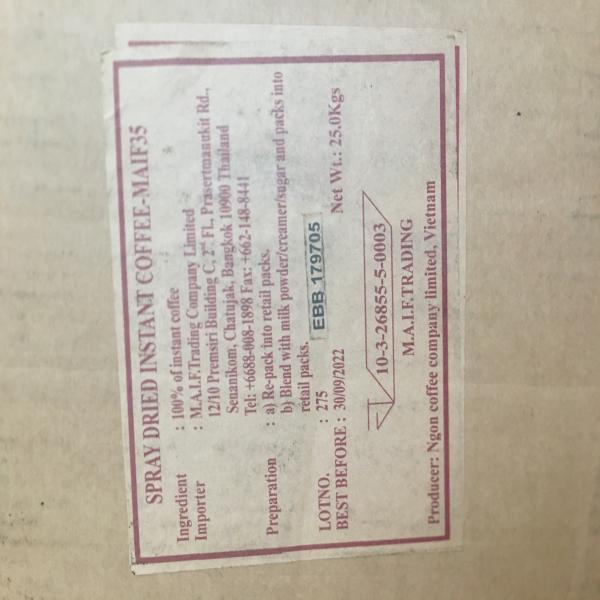 SPRAY DRIED INSTANT COFFEE-MAIF35
Ingredient : 100% of instant coffee
Importer : M.A.I.F.Trading Company Limited
12/10 Premsiri Building C, 2nd FL, Prasertmanukit Rd.,
Senanikom, Chatujak, Bangkok 10900 Thailand
Tel: +6688-008-1898 Fax: +662-148-8441
Preparation : a) Re-pack into retail packs.
b) Blend with milk powder/creamer/sugar and packs into
retail packs.
EBB 179705
LOTNO. : 275
BEST BEFORE : 30/09/2022 Net Wt.: 25.0Kgs
10-3-26855-5-0003
M.A.I.F.TRADING
Producer: Ngon coffee company limited, Vietnam